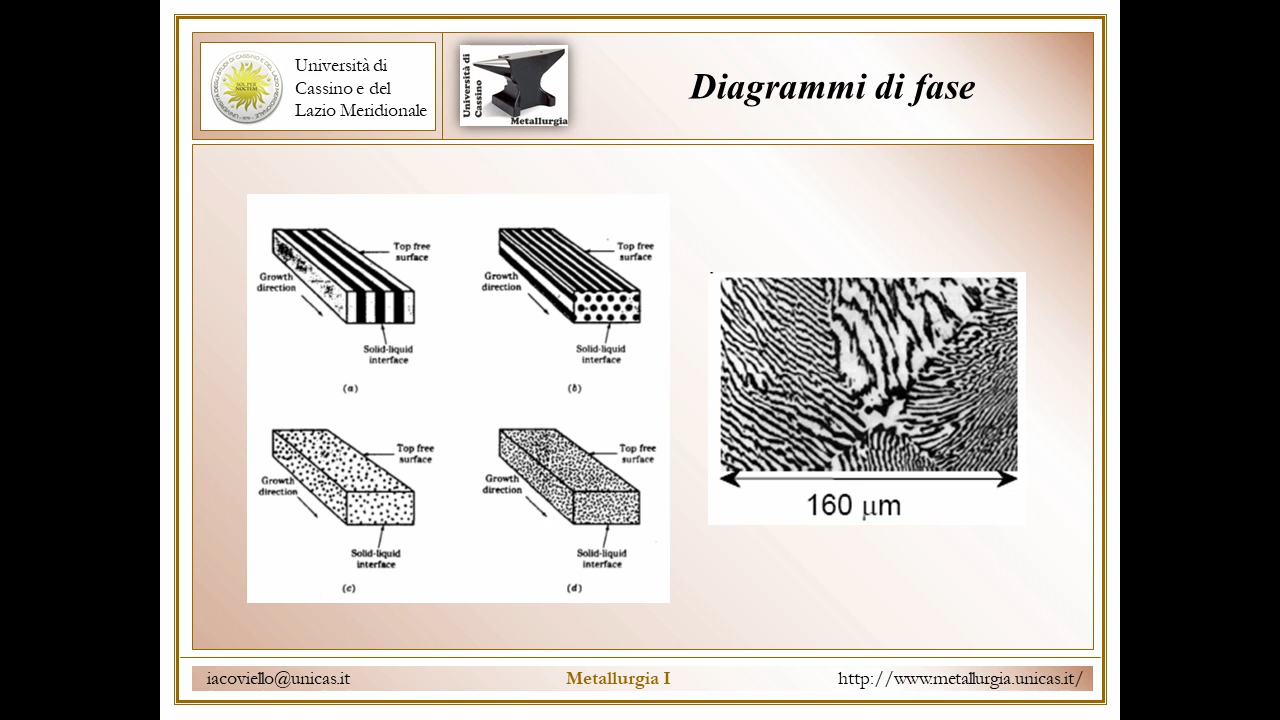 Università di
Cassino e del
Lazio Meridionale
Università di
Cassino
Metallurgia
Diagrammi di fase
Top free
surface
Growth
direction
Solid-liquid
interface
(a)
Top free
surface
Growth
direction
Solid-liquid
interface
(b)
Top free
surface
Growth
direction
Solid-liquid
interface
(c)
Top free
surface
Growth
direction
Solid-liquid
interface
(d)
160 μm
iacoviello@unicas.it
Metallurgia I
http://www.metallurgia.unicas.it/